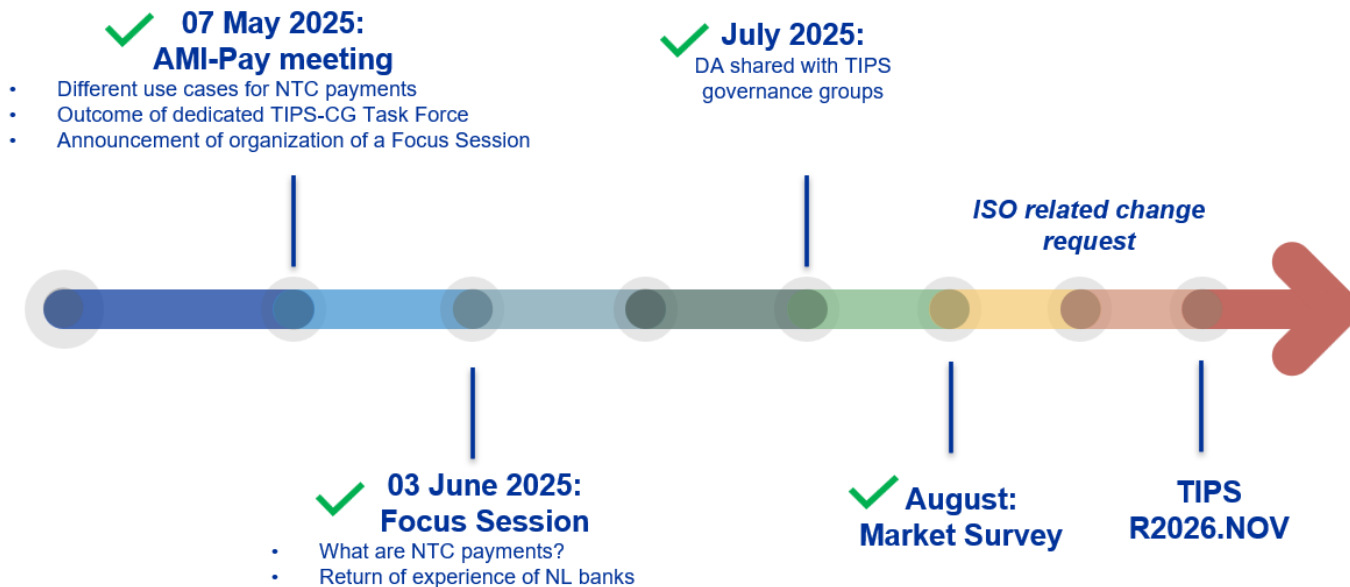 07 May 2025:
AMI-Pay meeting
• Different use cases for NTC payments
• Outcome of dedicated TIPS-CG Task Force
• Announcement of organization of a Focus Session
July 2025:
DA shared with TIPS
governance groups
ISO related change
request
03 June 2025:
Focus Session
• What are NTC payments?
• Return of experience of NL banks
August:
Market Survey
TIPS
R2026.NOV